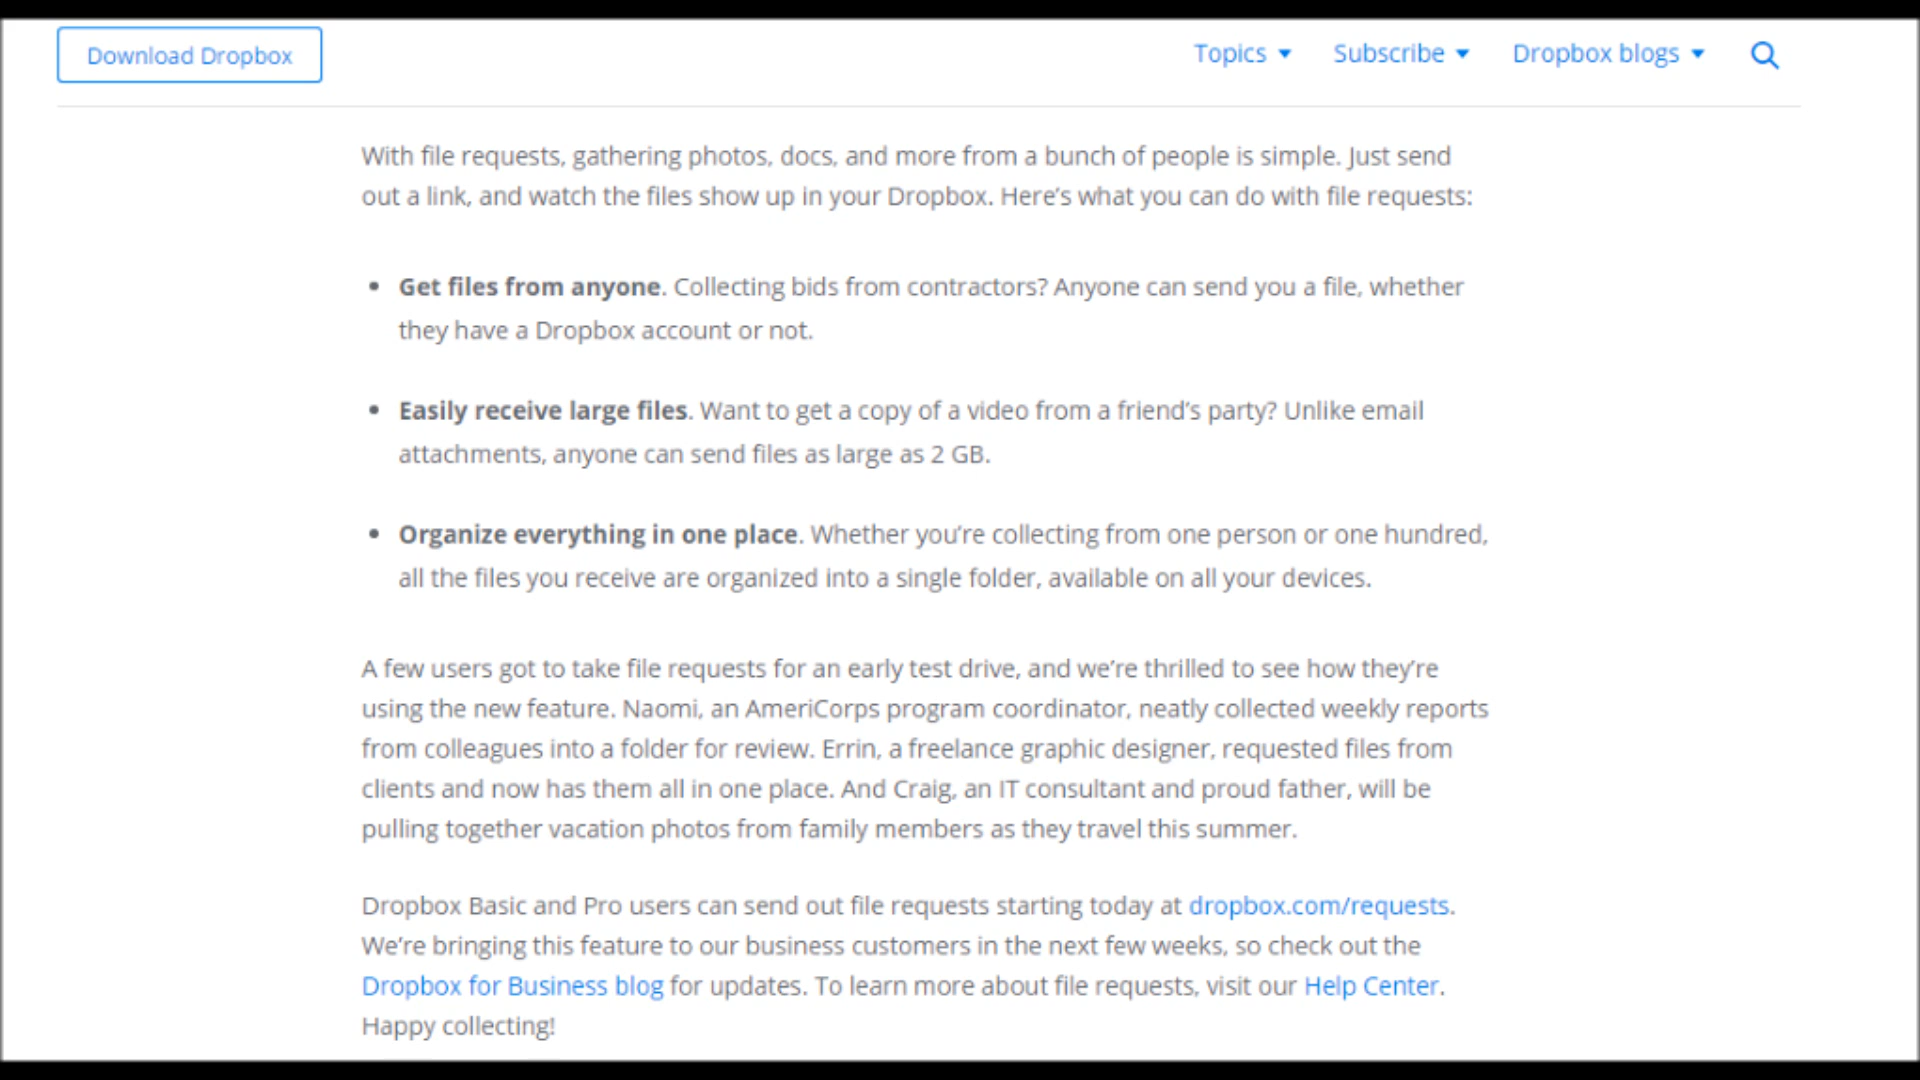 Download Dropbox
Topics
Subscribe
Dropbox blogs
With file requests, gathering photos, docs, and more from a bunch of people is simple. Just send
out a link, and watch the files show up in your Dropbox. Here’s what you can do with file requests:
• Get files from anyone. Collecting bids from contractors? Anyone can send you a file, whether
they have a Dropbox account or not.
• Easily receive large files. Want to get a copy of a video from a friend’s party? Unlike email
attachments, anyone can send files as large as 2 GB.
• Organize everything in one place. Whether you’re collecting from one person or one hundred,
all the files you receive are organized into a single folder, available on all your devices.
A few users got to take file requests for an early test drive, and we’re thrilled to see how they’re
using the new feature. Naomi, an AmeriCorps program coordinator, neatly collected weekly reports
from colleagues into a folder for review. Errin, a freelance graphic designer, requested files from
clients and now has them all in one place. And Craig, an IT consultant and proud father, will be
pulling together vacation photos from family members as they travel this summer.
Dropbox Basic and Pro users can send out file requests starting today at dropbox.com/requests.
We’re bringing this feature to our business customers in the next few weeks, so check out the
Dropbox for Business blog for updates. To learn more about file requests, visit our Help Center.
Happy collecting!